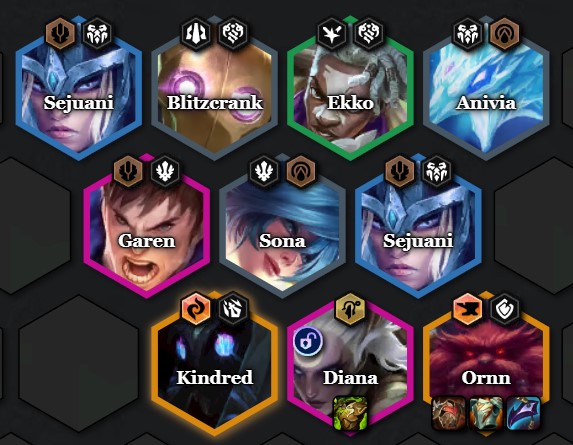 Sejuani
Blitzcrank
Ekko
Anivia
Garen
Sona
Sejuani
Kindred
Diana
Ornn